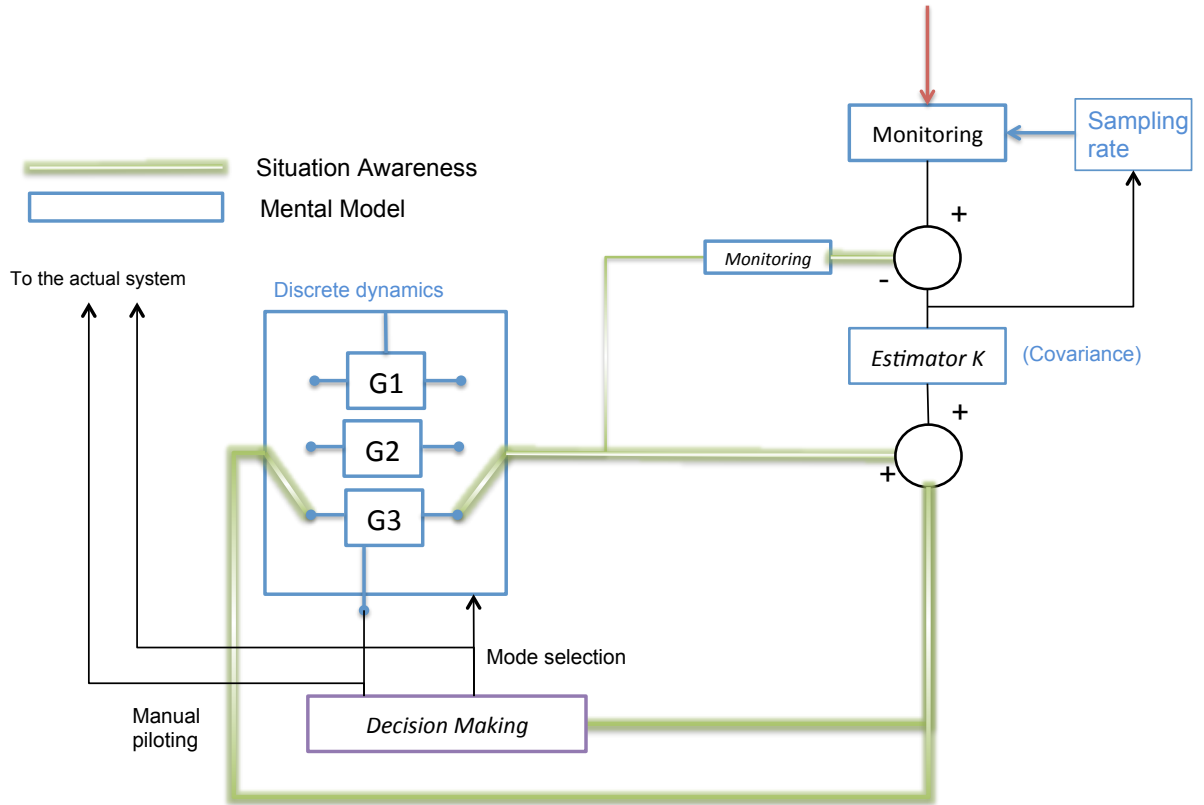 Monitoring
Sampling
rate
Situation Awareness
Mental Model
+
To the actual system
Monitoring
-
Discrete dynamics
G1
Estimator K
(Covariance)
+
G2
+
G3
Mode selection
Manual
piloting
Decision Making